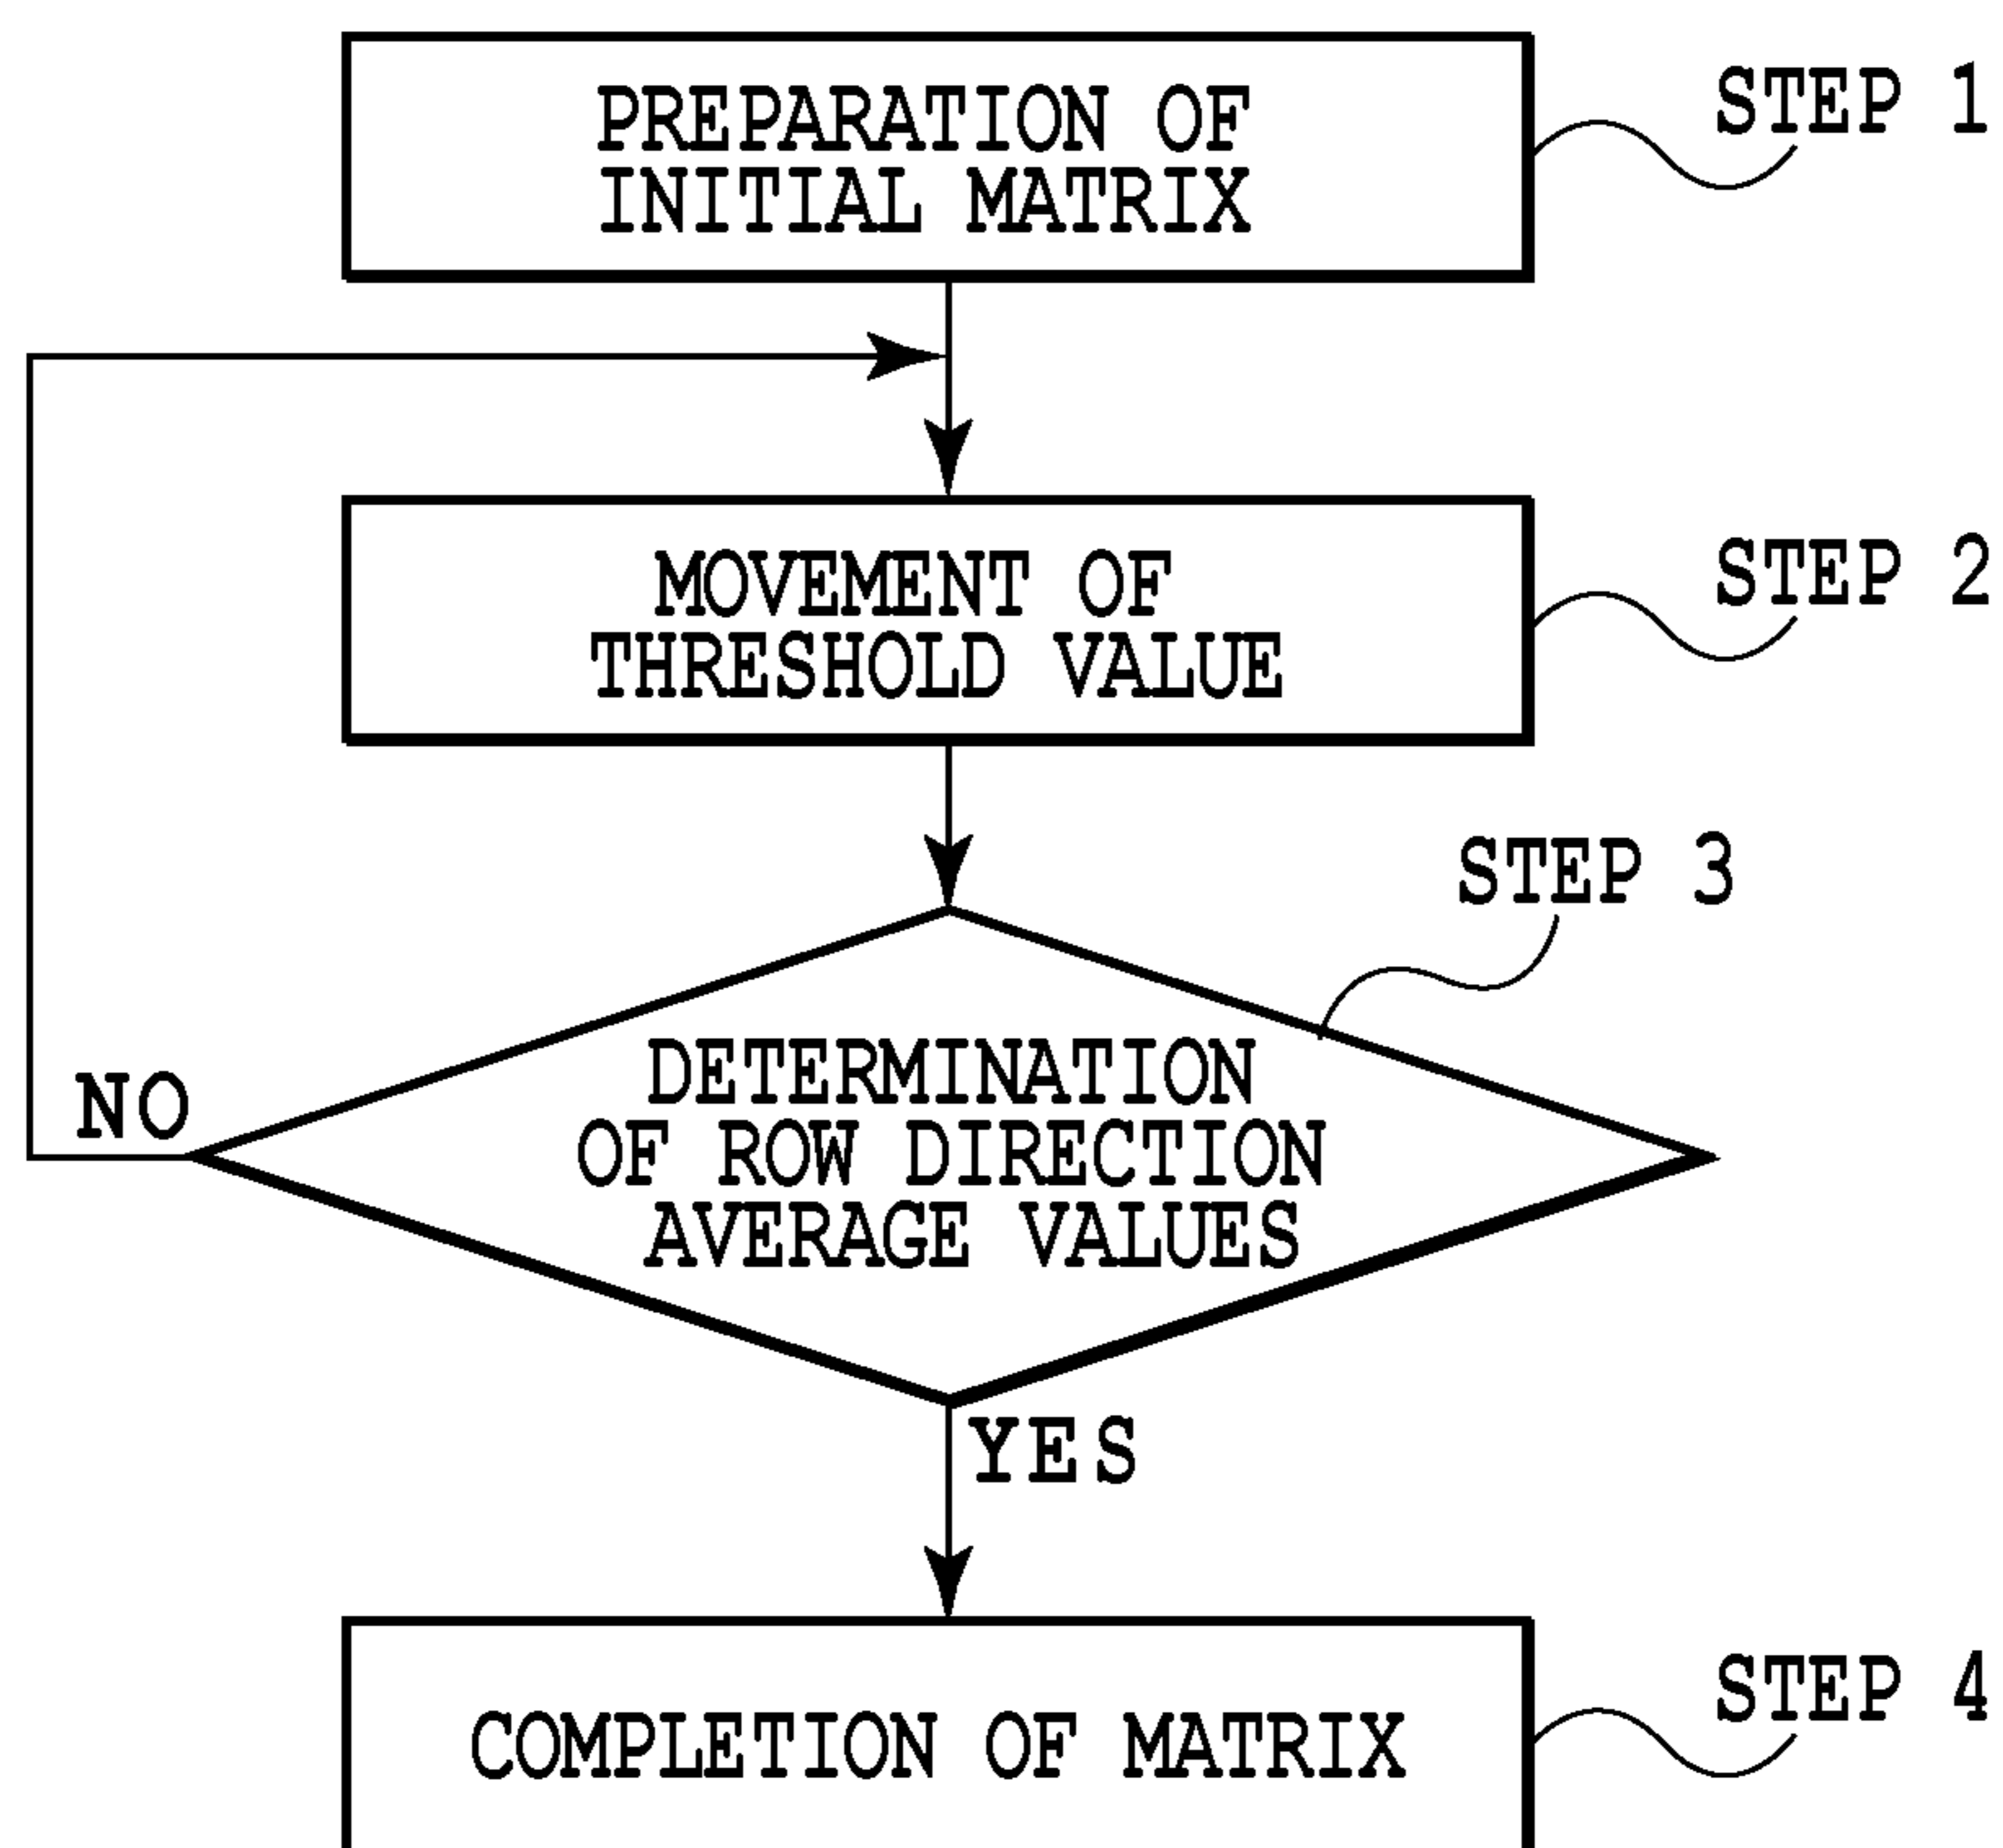 PREPARATION OF
INITIAL MATRIX
STEP 1
MOVEMENT OF
THRESHOLD VALUE
STEP 2
STEP 3
DETERMINATION
OF ROW DIRECTION
AVERAGE VALUES
NO
YES
COMPLETION OF MATRIX
STEP 4